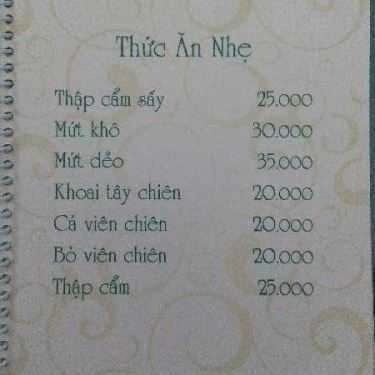 Thức Ăn Nhẹ
Thập cẩm sấy 25.000
Mứt khô 30.000
Mứt dẻo 35.000
Khoai tây chiên 20.000
Cá viên chiên 20.000
Bò viên chiên 20.000
Thập cẩm 25.000